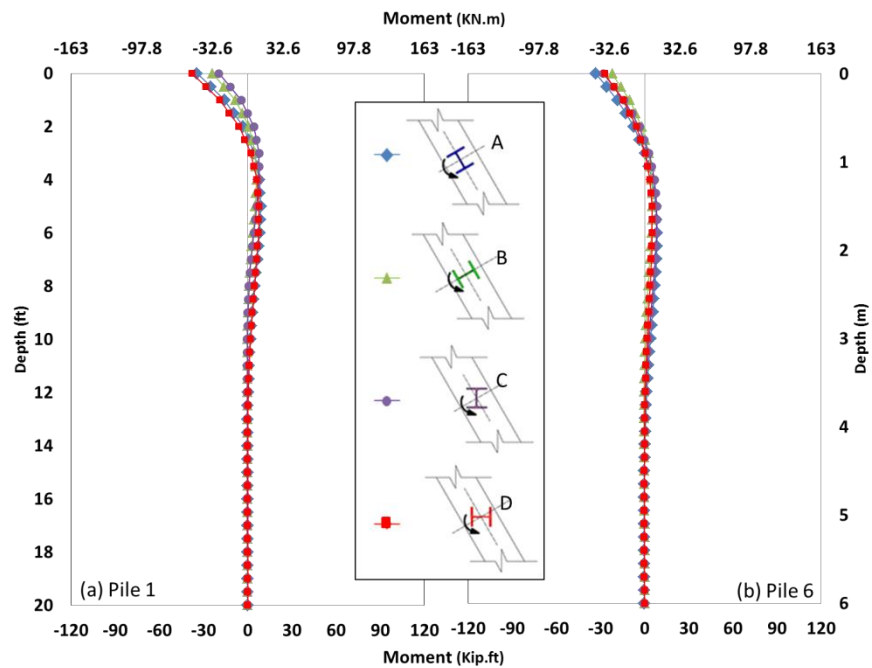 Moment (KN.m)
-163 -97.8 -32.6 32.6 97.8 163
-163 -97.8 -32.6 32.6 97.8 163
0
2
4
6
8
10
12
14
16
18
20
Depth (ft)
A
B
C
D
0
1
2
3
4
5
6
Depth (m)
(a) Pile 1
(b) Pile 6
-120 -90 -60 -30 0 30 60 90 120
-120 -90 -60 -30 0 30 60 90 120
Moment (Kip.ft)